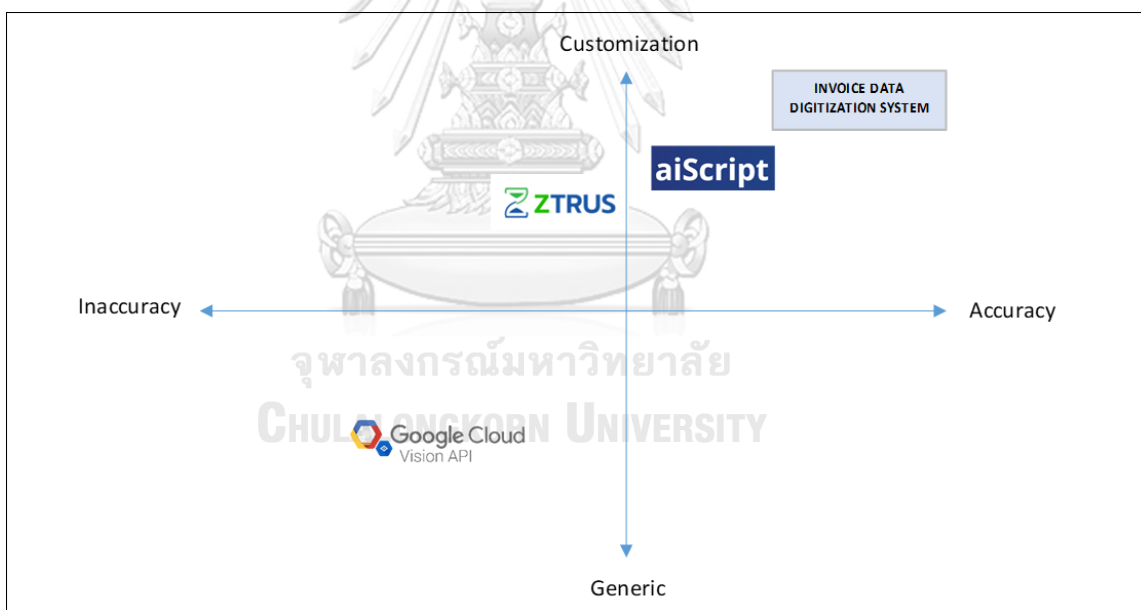 Customization
INVOICE DATA
DIGITIZATION SYSTEM
aiScript
ZTRUS
Inaccuracy
Accuracy
จุฬาลงกรณ์มหาวิทยาลัย
CHULALONGKORN UNIVERSITY
Google Cloud
Vision API
Generic